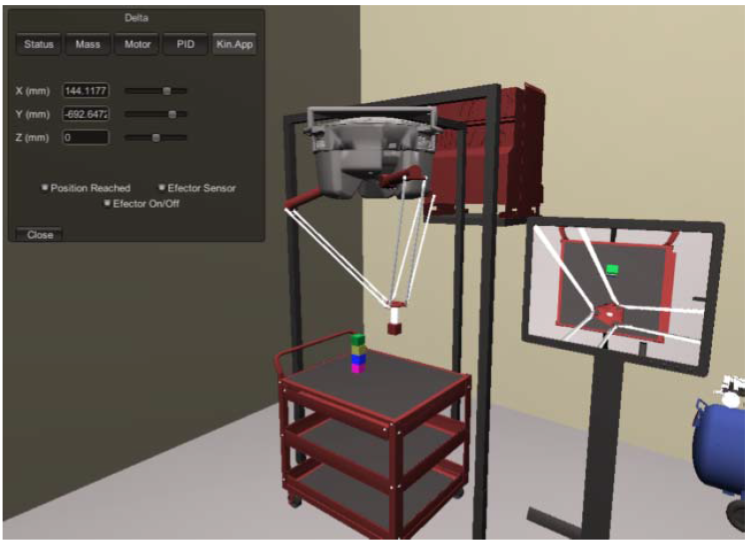 Delta
Status Mass Motor PID Kin.App
X (mm) 144.1177
Y (mm) -692.6472
Z (mm) 0
Position Reached Efector Sensor
Efector On/Off
Close